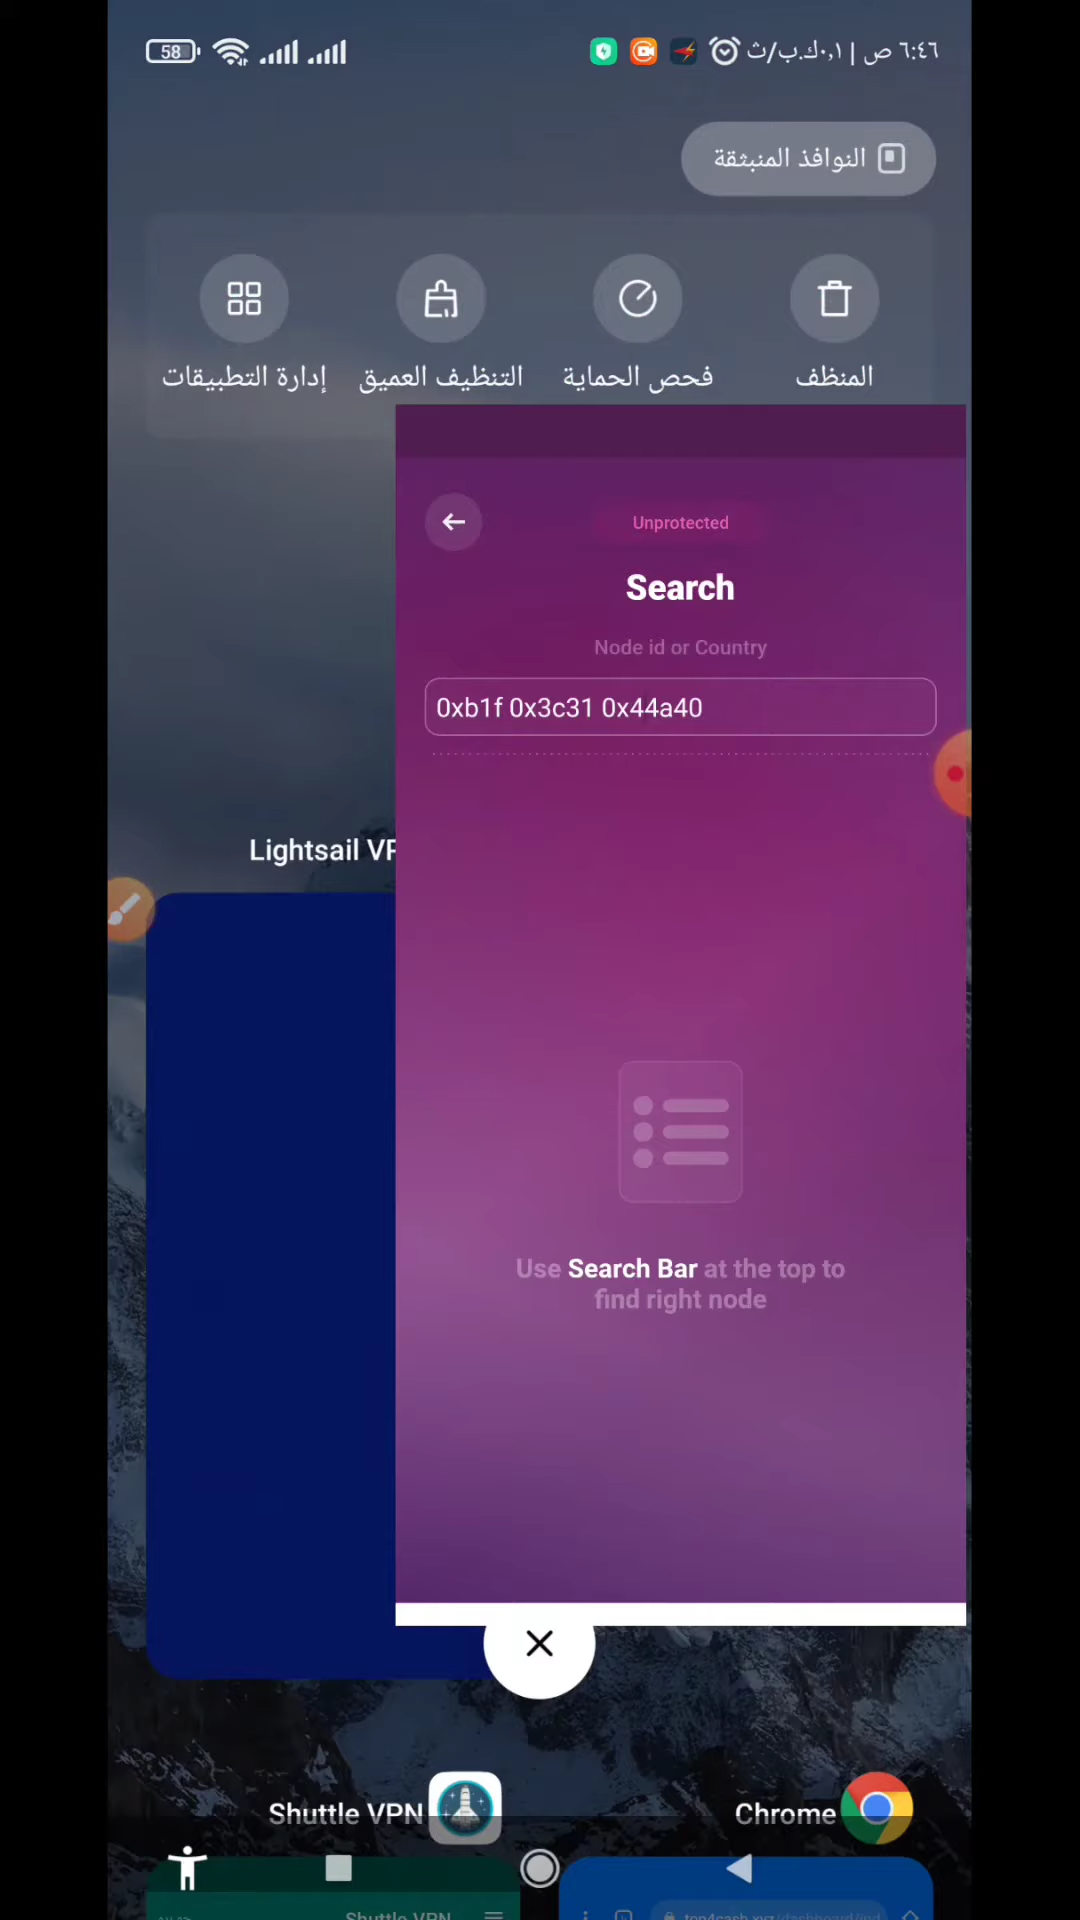 58
٦:٤٦ ص | ٠,١ك.ب/ث
النوافذ المنبثقة
المنظف
فحص الحماية
التنظيف العميق
إدارة التطبيقات
Unprotected
Search
Node id or Country
0xb1f 0x3c31 0x44a40
Lightsail VP
Use Search Bar at the top to
find right node
Shuttle VPN
Chrome
Shuttle VPN